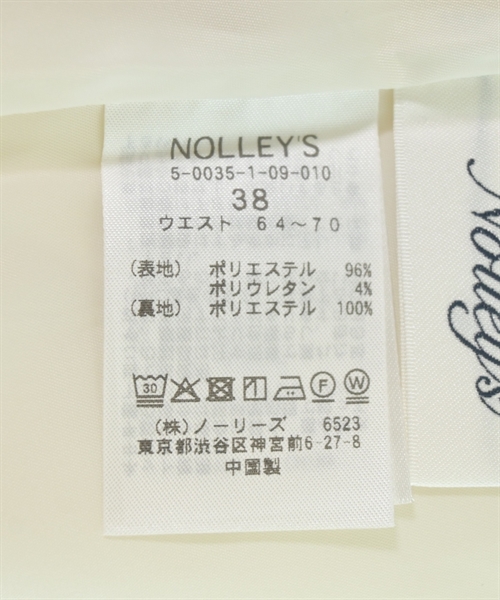 NOLLEY'S
5-0035-1-09-010
38
ウエスト 64～70
(表地) ポリエステル 96%
ポリウレタン 4%
(裏地) ポリエステル 100%
30 F W
(株)ノーリーズ 6523
東京都渋谷区神宮前6-27-8
中国製
Nolleys